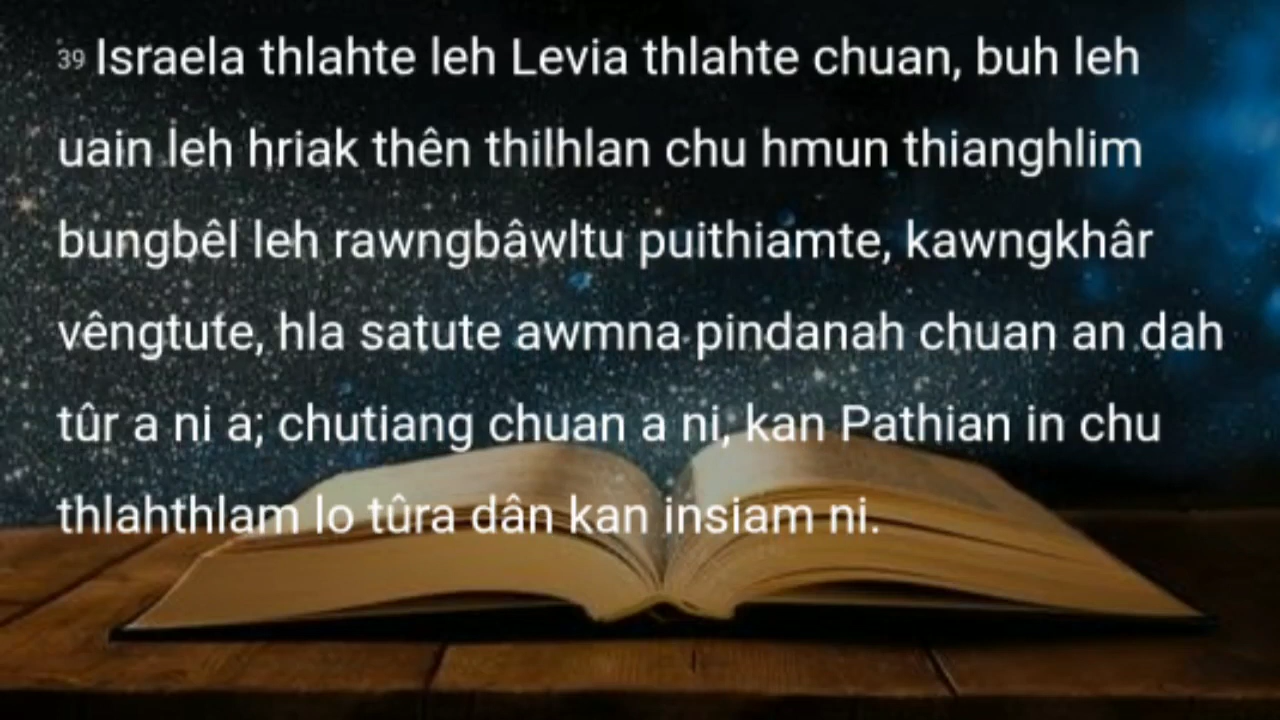 39 Israela thlahte leh Levia thlahte chuan, buh leh
uain leh hriak thên thilhlan chu hmun thianghlim
bungbêl leh rawngbâwltu puithiamte, kawngkhâr
vêngtute, hla satute awmna pindanah chuan an dah
tûr a ni a; chutiang chuan a ni, kan Pathian in chu
thlahthlam lo tûra dân kan insiam ni.